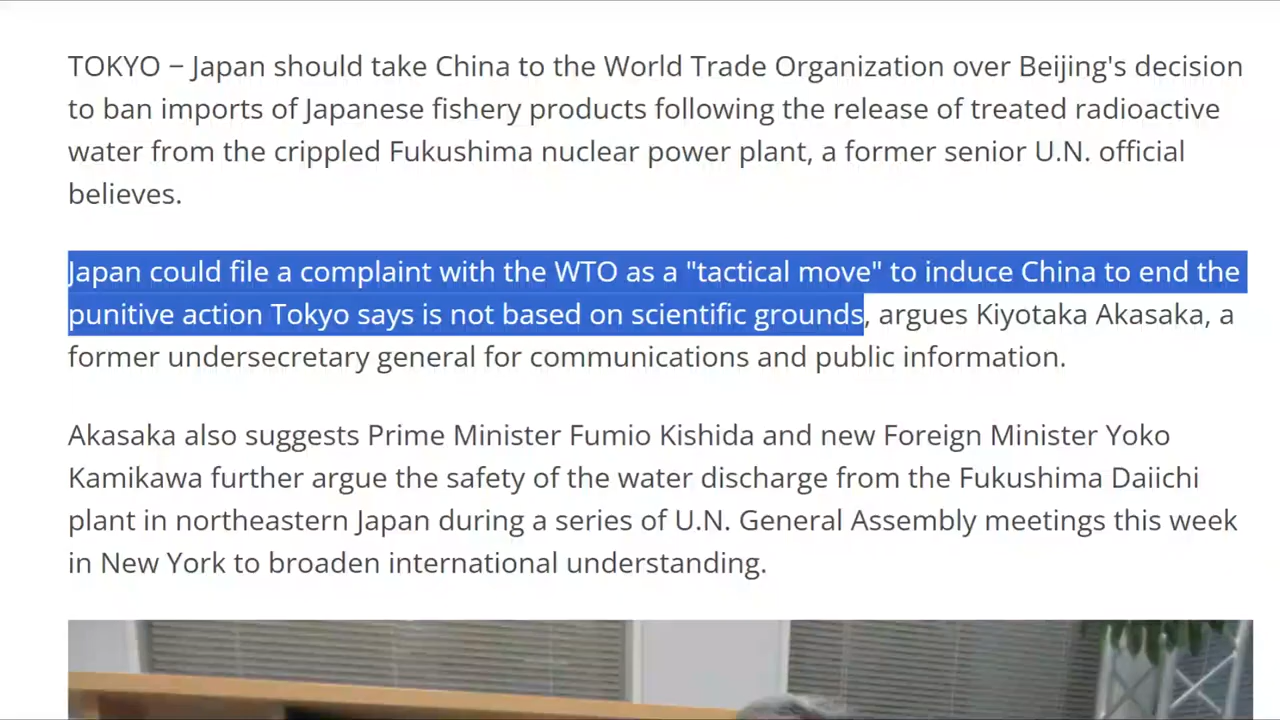 TOKYO – Japan should take China to the World Trade Organization over Beijing's decision
to ban imports of Japanese fishery products following the release of treated radioactive
water from the crippled Fukushima nuclear power plant, a former senior U.N. official
believes.
Japan could file a complaint with the WTO as a "tactical move" to induce China to end the
punitive action Tokyo says is not based on scientific grounds, argues Kiyotaka Akasaka, a
former undersecretary general for communications and public information.
Akasaka also suggests Prime Minister Fumio Kishida and new Foreign Minister Yoko
Kamikawa further argue the safety of the water discharge from the Fukushima Daiichi
plant in northeastern Japan during a series of U.N. General Assembly meetings this week
in New York to broaden international understanding.